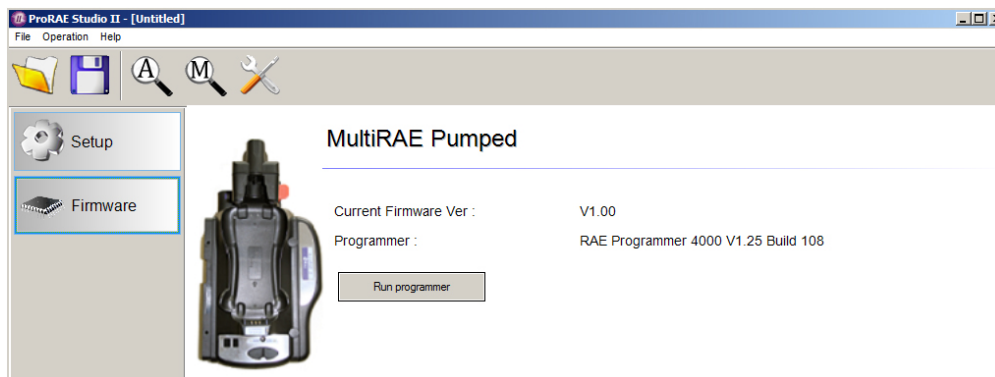 ProRAE Studio II - [Untitled]
File Operation Help
A M
Setup
Firmware
MultiRAE Pumped
Current Firmware Ver : V1.00
Programmer : RAE Programmer 4000 V1.25 Build 108
Run programmer